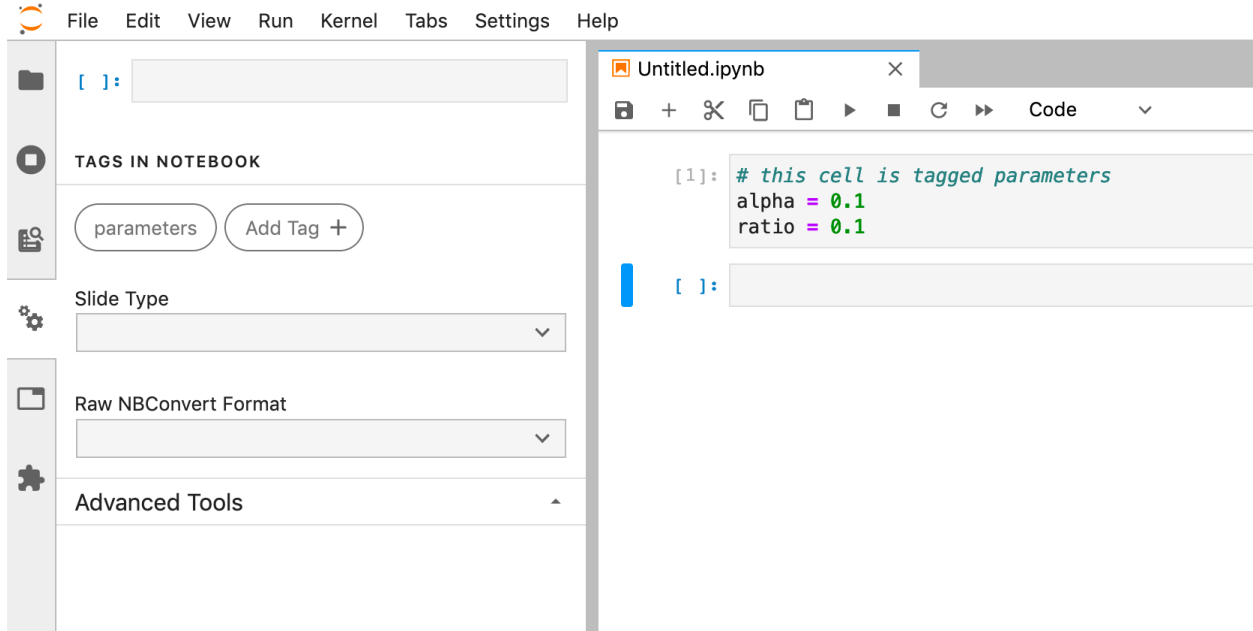 File Edit View Run Kernel Tabs Settings Help
[ ]:
TAGS IN NOTEBOOK
parameters
Add Tag +
Slide Type
Raw NBConvert Format
Advanced Tools
Untitled.ipynb
Code
[1]:
# this cell is tagged parameters
alpha = 0.1
ratio = 0.1
[ ]: